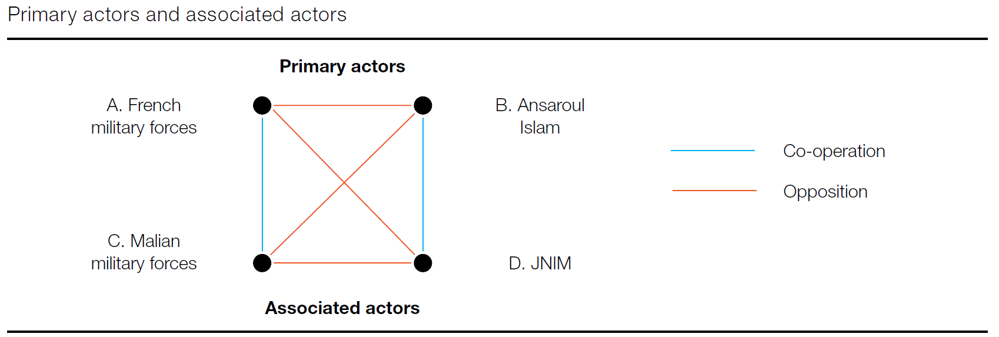 Primary actors and associated actors
Primary actors
A. French
military forces
B. Ansaroul
Islam
Co-operation
Opposition
C. Malian
military forces
D. JNIM
Associated actors